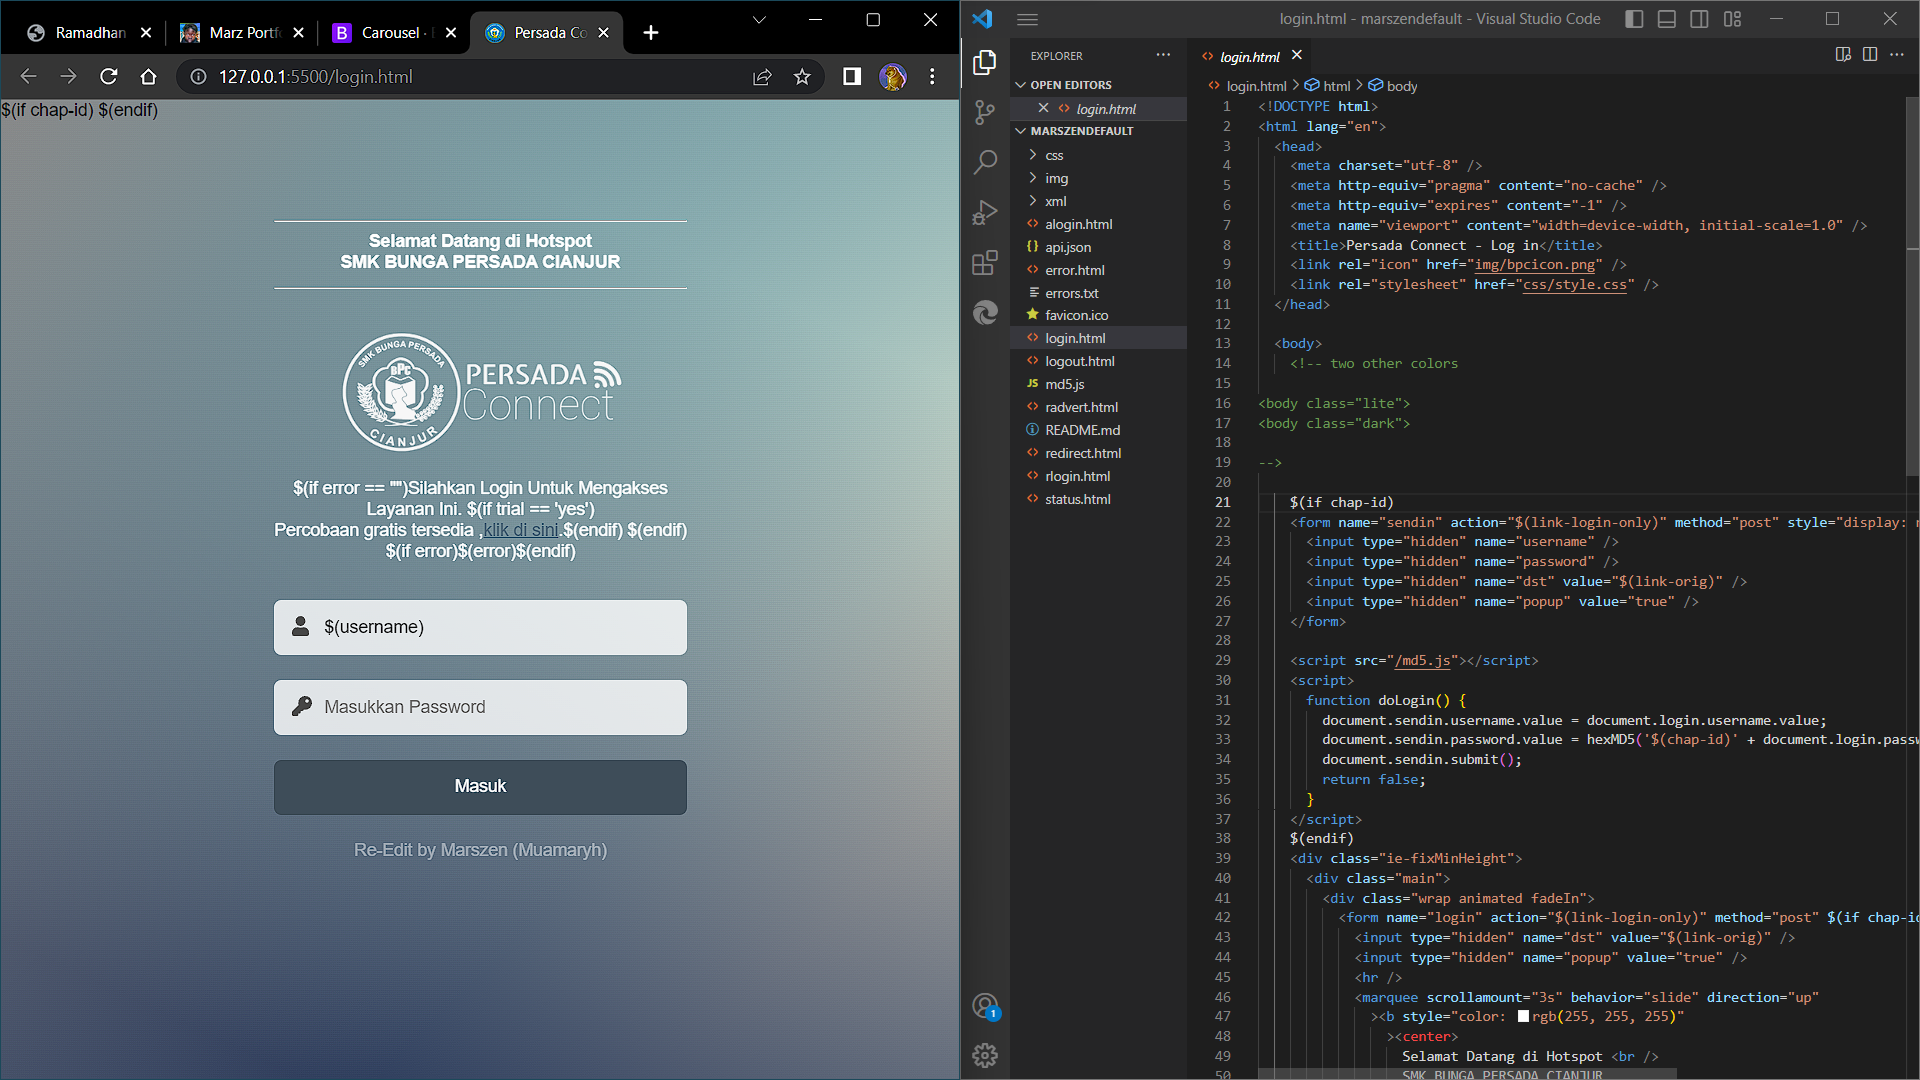 Ramadhan
Marz Portf
Carousel ·
Persada Co
127.0.0.1:5500/login.html
$(if chap-id) $(endif)
Selamat Datang di Hotspot
SMK BUNGA PERSADA CIANJUR
SMK BUNGA PERSADA
BPC
CIANJUR
PERSADA
Connect
$(if error == "")Silahkan Login Untuk Mengakses
Layanan Ini. $(if trial == 'yes')
Percobaan gratis tersedia ,klik di sini.$(endif) $(endif)
$(if error)$(error)$(endif)
$(username)
Masukkan Password
Masuk
Re-Edit by Marszen (Muamaryh)
login.html - marszendefault - Visual Studio Code
EXPLORER
OPEN EDITORS
login.html
MARSZENDEFAULT
css
img
xml
alogin.html
api.json
error.html
errors.txt
favicon.ico
login.html
logout.html
JS md5.js
radvert.html
README.md
redirect.html
rlogin.html
status.html
1
login.html
login.html > html > body
1 <!DOCTYPE html>
2 <html lang="en">
3 <head>
4 <meta charset="utf-8" />
5 <meta http-equiv="pragma" content="no-cache" />
6 <meta http-equiv="expires" content="-1" />
7 <meta name="viewport" content="width=device-width, initial-scale=1.0" />
8 <title>Persada Connect - Log in</title>
9 <link rel="icon" href="img/bpcicon.png" />
10 <link rel="stylesheet" href="css/style.css" />
11 </head>
12
13 <body>
14 <!-- two other colors
15
16 <body class="lite">
17 <body class="dark">
18
19 -->
20
21 $(if chap-id)
22 <form name="sendin" action="$(link-login-only)" method="post" style="display:
23 <input type="hidden" name="username" />
24 <input type="hidden" name="password" />
25 <input type="hidden" name="dst" value="$(link-orig)" />
26 <input type="hidden" name="popup" value="true" />
27 </form>
28
29 <script src="/md5.js"></script>
30 <script>
31 function doLogin() {
32 document.sendin.username.value = document.login.username.value;
33 document.sendin.password.value = hexMD5('$(chap-id)' + document.login.passw
34 document.sendin.submit();
35 return false;
36 }
37 </script>
38 $(endif)
39 <div class="ie-fixMinHeight">
40 <div class="main">
41 <div class="wrap animated fadeIn">
42 <form name="login" action="$(link-login-only)" method="post" $(if chap-id
43 <input type="hidden" name="dst" value="$(link-orig)" />
44 <input type="hidden" name="popup" value="true" />
45 <hr />
46 <marquee scrollamount="3s" behavior="slide" direction="up"
47 ><b style="color: rgb(255, 255, 255)"
48 ><center>
49 Selamat Datang di Hotspot <br />
50 SMK BUNGA PERSADA CIANJUR